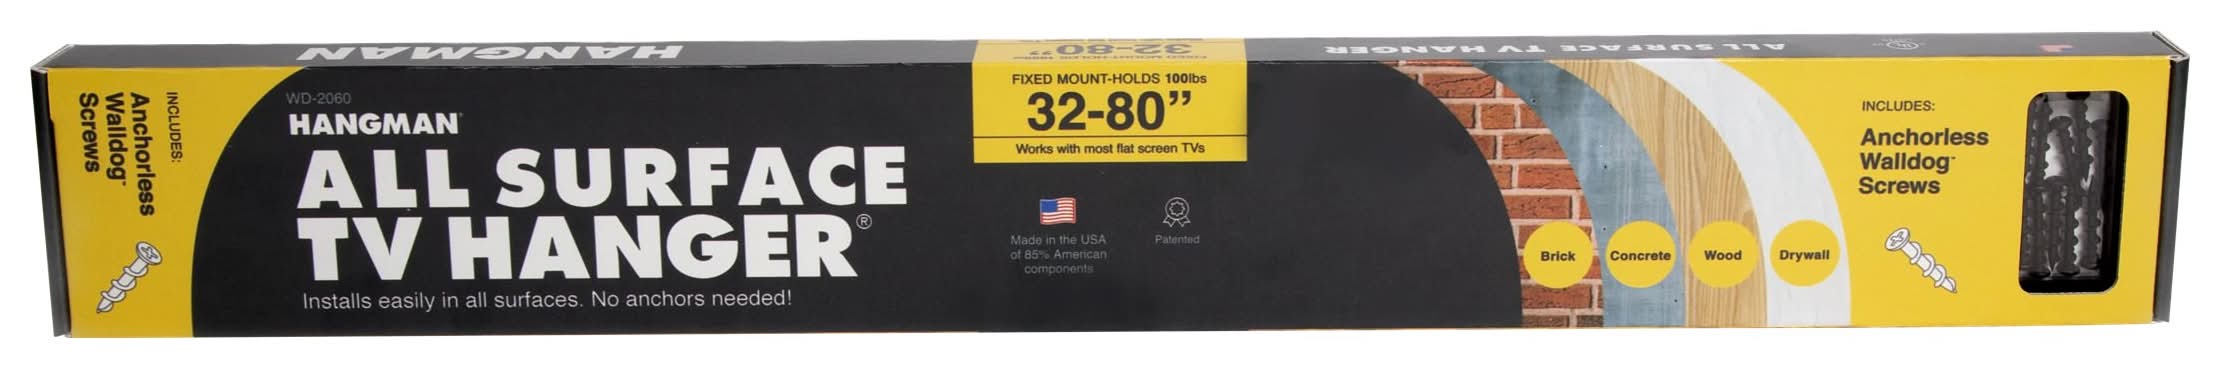 HANGMAN
32-80"
ALL SURFACE TV HANGER
INCLUDES:
Anchorless
Walldog™
Screws
WD-2060
HANGMAN
ALL SURFACE
TV HANGER®
Installs easily in all surfaces. No anchors needed!
FIXED MOUNT-HOLDS 100lbs
32-80”
Works with most flat screen TVs
Made in the USA
of 85% American
components
Patented
Brick
Concrete
Wood
Drywall
INCLUDES:
Anchorless
Walldog™
Screws